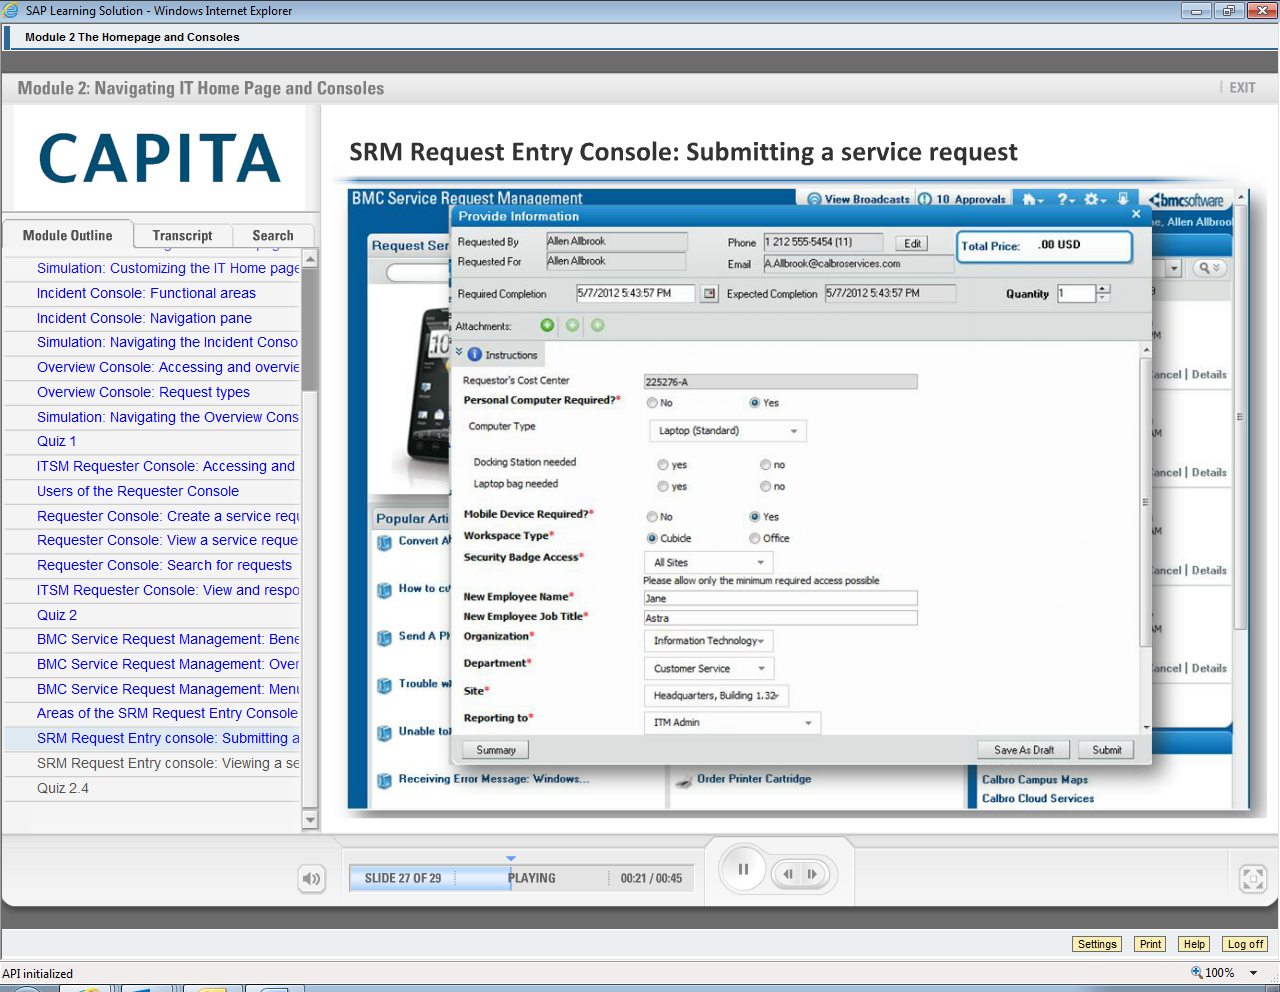 SAP Learning Solution - Windows Internet Explorer
Module 2 The Homepage and Consoles
Module 2: Navigating IT Home Page and Consoles
EXIT
CAPITA
Module Outline
Transcript
Search
Simulation: Customizing the IT Home page
Incident Console: Functional areas
Incident Console: Navigation pane
Simulation: Navigating the Incident Conso
Overview Console: Accessing and overvie
Overview Console: Request types
Simulation: Navigating the Overview Cons
Quiz 1
ITSM Requester Console: Accessing and
Users of the Requester Console
Requester Console: Create a service requ
Requester Console: View a service reque
Requester Console: Search for requests
ITSM Requester Console: View and respo
Quiz 2
BMC Service Request Management: Bene
BMC Service Request Management: Over
BMC Service Request Management: Menu
Areas of the SRM Request Entry Console
SRM Request Entry console: Submitting a
SRM Request Entry console: Viewing a se
Quiz 2.4
SRM Request Entry Console: Submitting a service request
BMC Service Request Management
View Broadcasts
10 Approvals
bmcsoftware
e, Allen Allbroo
Request Ser
Provide Information
Requested By Allen Allbrook
Phone 1 212 555-5454 (11) Edit
Total Price: .00 USD
Requested For Allen Allbrook
Email A.Allbrook@calbroservices.com
Required Completion 5/7/2012 5:43:57 PM
Expected Completion 5/7/2012 5:43:57 PM
Quantity 1
Attachments:
Instructions
Requestor's Cost Center 225276-A
Personal Computer Required?* No Yes
Computer Type Laptop (Standard)
Docking Station needed yes no
Laptop bag needed yes no
Mobile Device Required?* No Yes
Workspace Type* Cubicle Office
Security Badge Access* All Sites
Please allow only the minimum required access possible
New Employee Name* Jane
New Employee Job Title* Astra
Organization* Information Technology
Department* Customer Service
Site* Headquarters, Building 1.32
Reporting to* ITM Admin
Summary
Save As Draft
Submit
10
Popular Arti
Convert A
How to cu
Send A P
Trouble w
Unable to
Receiving Error Message: Windows...
Order Printer Cartridge
Calbro Campus Maps
Calbro Cloud Services
ancel | Details
ancel | Details
ancel | Details
ancel | Details
SLIDE 27 OF 29
PLAYING
00:21 / 00:45
Settings
Print
Help
Log off
API initialized
100%